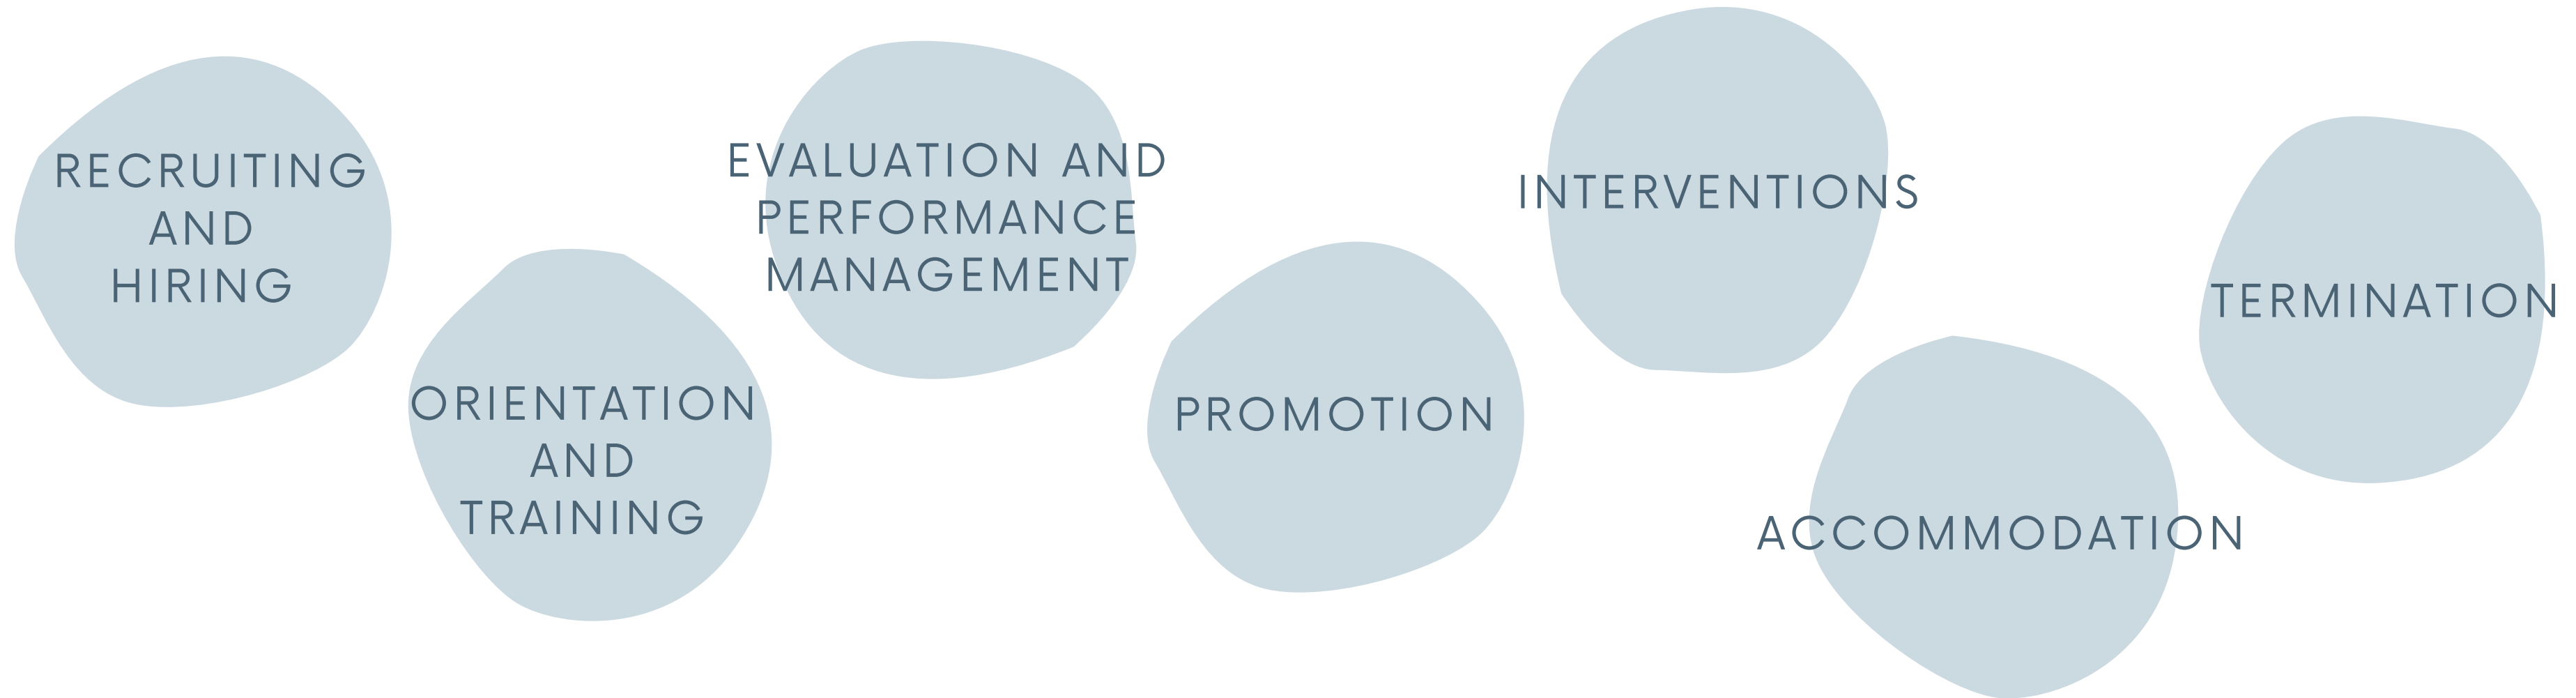 RECRUITING
AND
HIRING
ORIENTATION
AND
TRAINING
EVALUATION AND
PERFORMANCE
MANAGEMENT
PROMOTION
INTERVENTIONS
ACCOMMODATION
TERMINATION